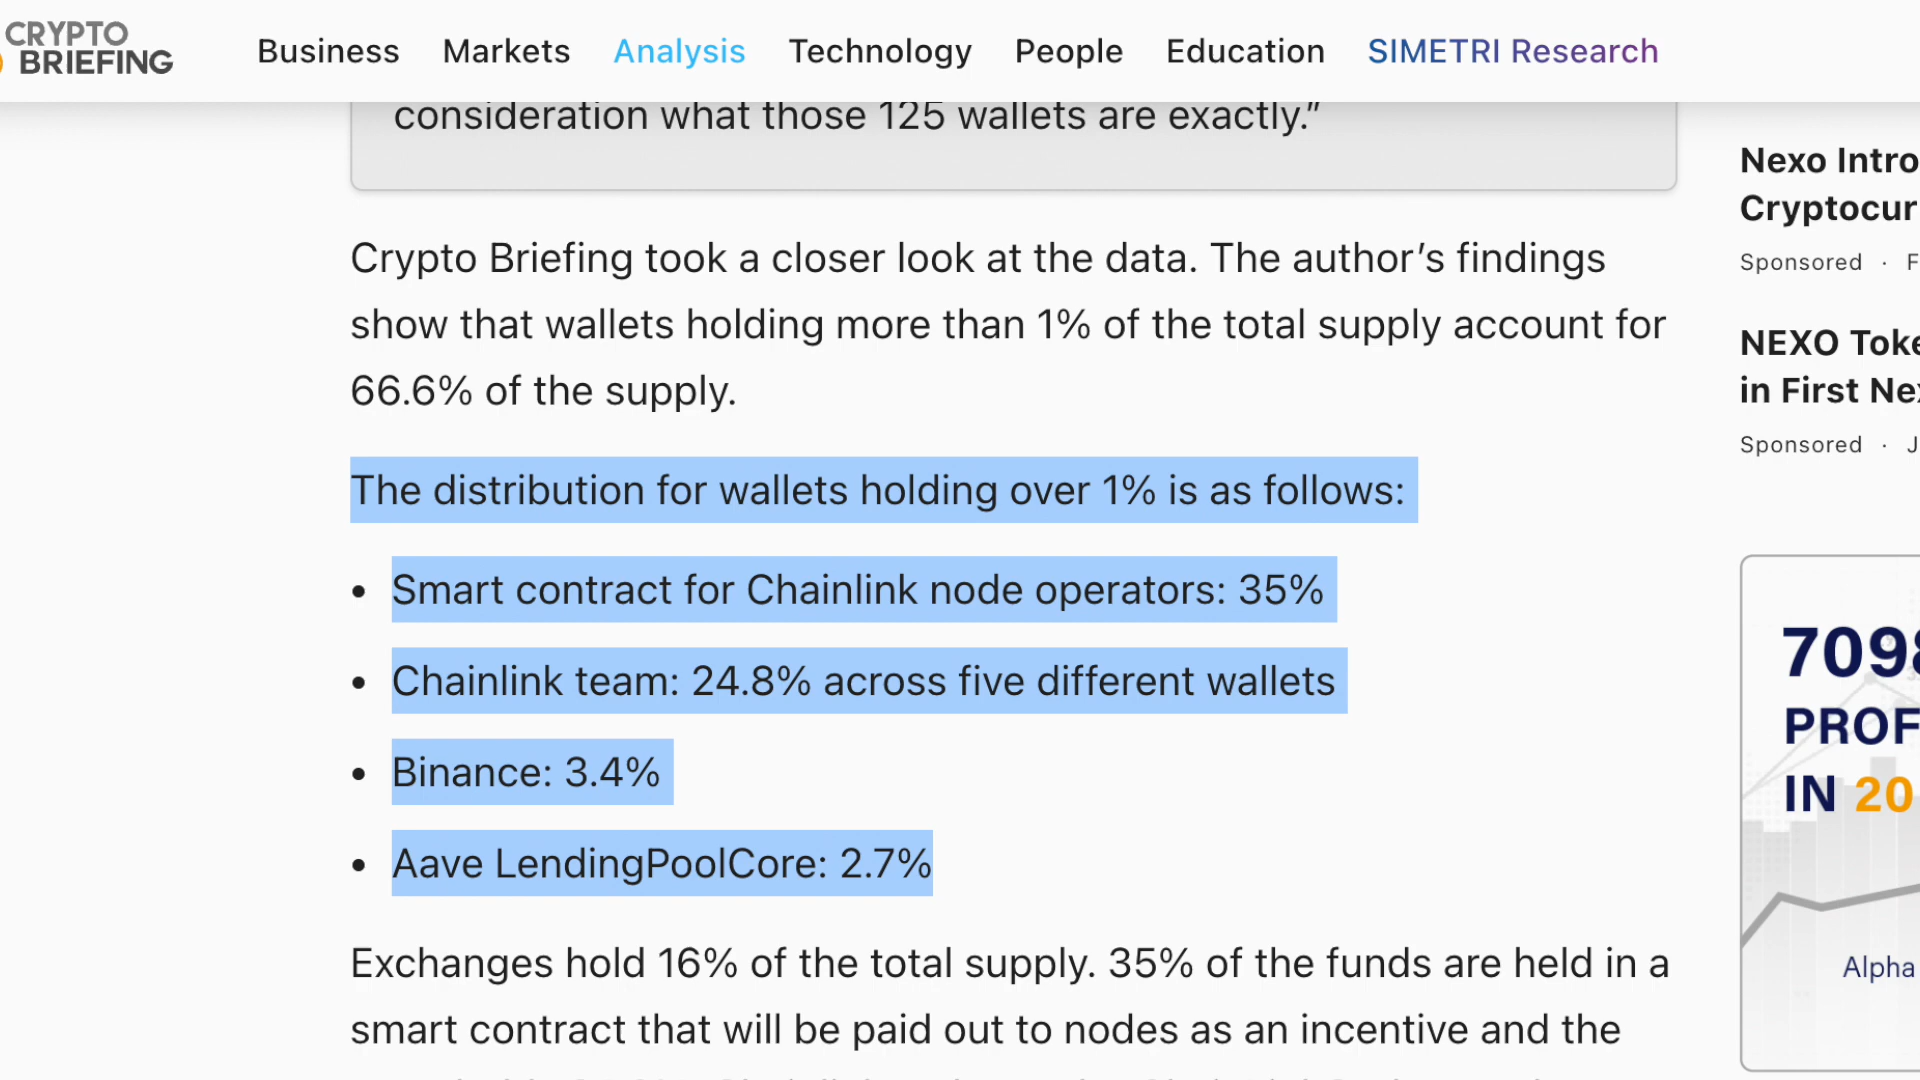 CRYPTO
BRIEFING
Business Markets Analysis Technology People Education SIMETRI Research
consideration what those 125 wallets are exactly.”
Crypto Briefing took a closer look at the data. The author’s findings
show that wallets holding more than 1% of the total supply account for
66.6% of the supply.
The distribution for wallets holding over 1% is as follows:
• Smart contract for Chainlink node operators: 35%
• Chainlink team: 24.8% across five different wallets
• Binance: 3.4%
• Aave LendingPoolCore: 2.7%
Exchanges hold 16% of the total supply. 35% of the funds are held in a
smart contract that will be paid out to nodes as an incentive and the
Nexo Intro
Cryptocur
Sponsored · F
NEXO Toke
in First Nex
Sponsored · J
7098
PROF
IN 20
Alpha